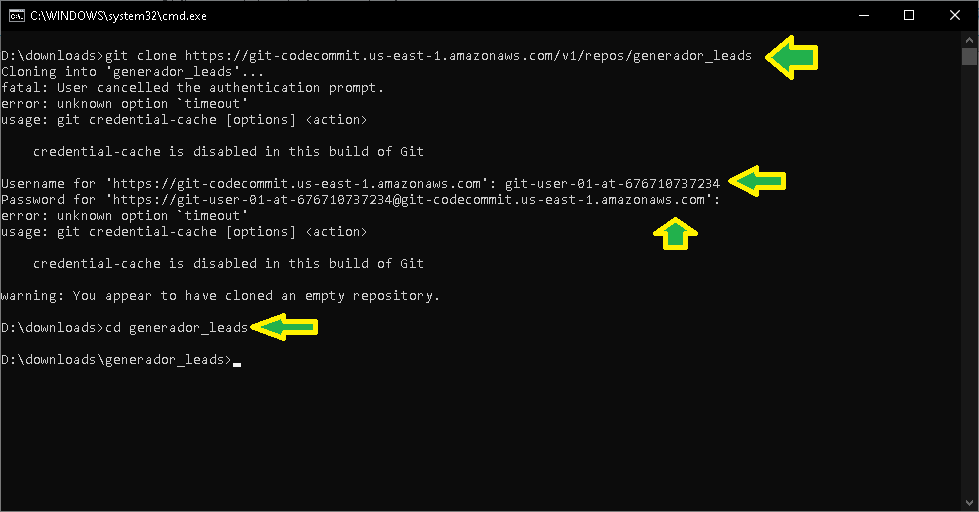 C:\WINDOWS\system32\cmd.exe
D:\downloads>git clone https://git-codecommit.us-east-1.amazonaws.com/v1/repos/generador_leads
Cloning into 'generador_leads'...
fatal: User cancelled the authentication prompt.
error: unknown option `timeout'
usage: git credential-cache [options] <action>
credential-cache is disabled in this build of Git
Username for 'https://git-codecommit.us-east-1.amazonaws.com': git-user-01-at-676710737234
Password for 'https://git-user-01-at-676710737234@git-codecommit.us-east-1.amazonaws.com':
error: unknown option `timeout'
usage: git credential-cache [options] <action>
credential-cache is disabled in this build of Git
warning: You appear to have cloned an empty repository.
D:\downloads>cd generador_leads
D:\downloads\generador_leads>